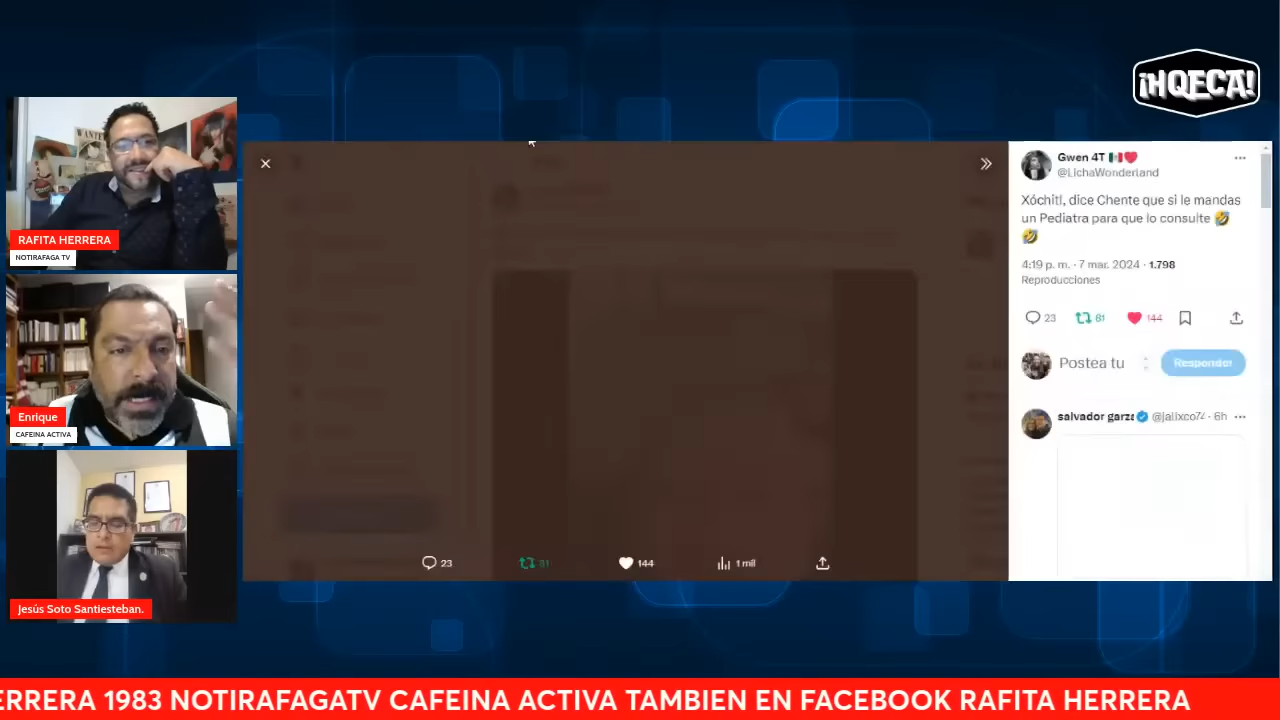 ¡HQECA!
WANTED
RAFITA HERRERA
NOTIRAFAGA TV
Enrique
CAFEINA ACTIVA
Jesús Soto Santiesteban.
23
81
144
1 mil
Gwen 4T 🇲🇽❤️
@LichaWonderland
Xóchitl, dice Chente que si le mandas
un Pediatra para que lo consulte 🤣
🤣
4:19 p. m. · 7 mar. 2024 · 1.798
Reproducciones
23
81
144
Postea tu
Responder
salvador garza @jalixco74 · 6h
ERRERA 1983 NOTIRAFAGATV CAFEINA ACTIVA TAMBIEN EN FACEBOOK RAFITA HERRERA